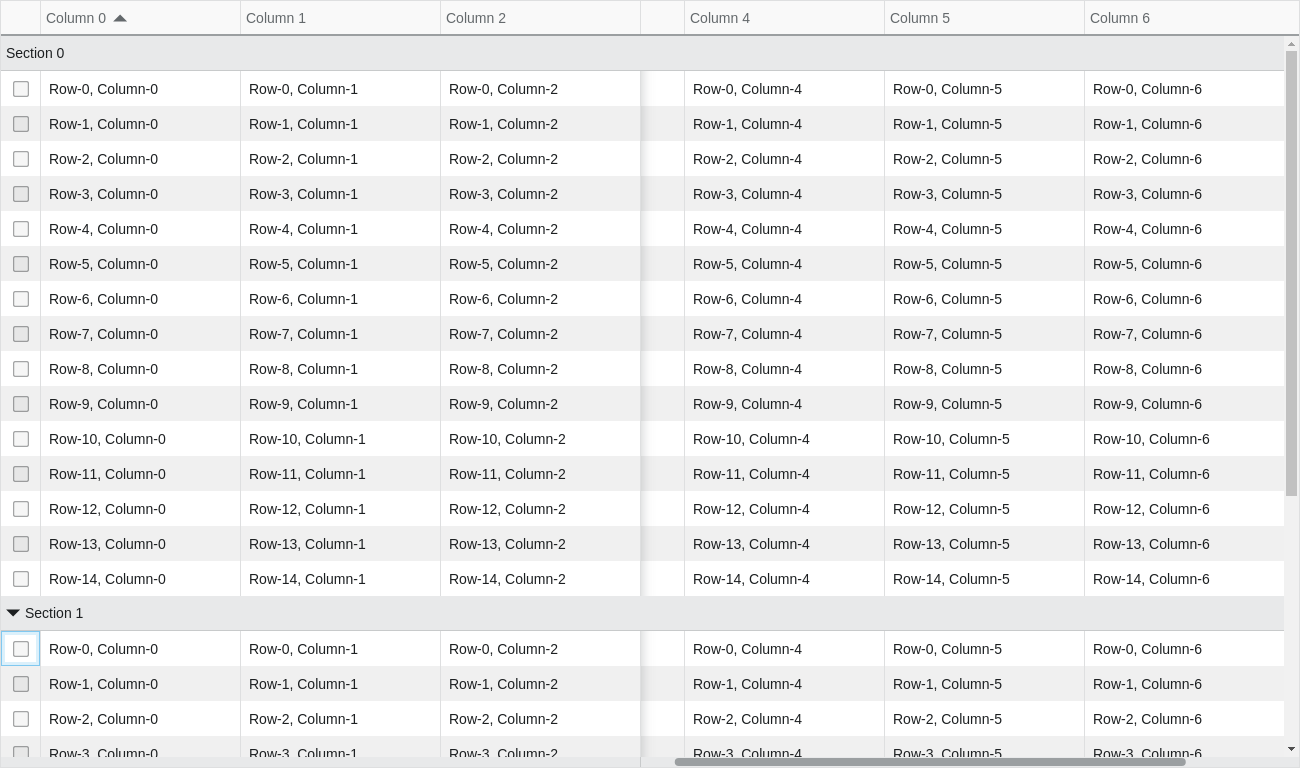 Column 0 Column 1 Column 2 Column 4 Column 5 Column 6
Section 0
Row-0, Column-0 Row-0, Column-1 Row-0, Column-2 Row-0, Column-4 Row-0, Column-5 Row-0, Column-6
Row-1, Column-0 Row-1, Column-1 Row-1, Column-2 Row-1, Column-4 Row-1, Column-5 Row-1, Column-6
Row-2, Column-0 Row-2, Column-1 Row-2, Column-2 Row-2, Column-4 Row-2, Column-5 Row-2, Column-6
Row-3, Column-0 Row-3, Column-1 Row-3, Column-2 Row-3, Column-4 Row-3, Column-5 Row-3, Column-6
Row-4, Column-0 Row-4, Column-1 Row-4, Column-2 Row-4, Column-4 Row-4, Column-5 Row-4, Column-6
Row-5, Column-0 Row-5, Column-1 Row-5, Column-2 Row-5, Column-4 Row-5, Column-5 Row-5, Column-6
Row-6, Column-0 Row-6, Column-1 Row-6, Column-2 Row-6, Column-4 Row-6, Column-5 Row-6, Column-6
Row-7, Column-0 Row-7, Column-1 Row-7, Column-2 Row-7, Column-4 Row-7, Column-5 Row-7, Column-6
Row-8, Column-0 Row-8, Column-1 Row-8, Column-2 Row-8, Column-4 Row-8, Column-5 Row-8, Column-6
Row-9, Column-0 Row-9, Column-1 Row-9, Column-2 Row-9, Column-4 Row-9, Column-5 Row-9, Column-6
Row-10, Column-0 Row-10, Column-1 Row-10, Column-2 Row-10, Column-4 Row-10, Column-5 Row-10, Column-6
Row-11, Column-0 Row-11, Column-1 Row-11, Column-2 Row-11, Column-4 Row-11, Column-5 Row-11, Column-6
Row-12, Column-0 Row-12, Column-1 Row-12, Column-2 Row-12, Column-4 Row-12, Column-5 Row-12, Column-6
Row-13, Column-0 Row-13, Column-1 Row-13, Column-2 Row-13, Column-4 Row-13, Column-5 Row-13, Column-6
Row-14, Column-0 Row-14, Column-1 Row-14, Column-2 Row-14, Column-4 Row-14, Column-5 Row-14, Column-6
Section 1
Row-0, Column-0 Row-0, Column-1 Row-0, Column-2 Row-0, Column-4 Row-0, Column-5 Row-0, Column-6
Row-1, Column-0 Row-1, Column-1 Row-1, Column-2 Row-1, Column-4 Row-1, Column-5 Row-1, Column-6
Row-2, Column-0 Row-2, Column-1 Row-2, Column-2 Row-2, Column-4 Row-2, Column-5 Row-2, Column-6
Row-3, Column-0 Row-3, Column-1 Row-3, Column-2 Row-3, Column-4 Row-3, Column-5 Row-3, Column-6